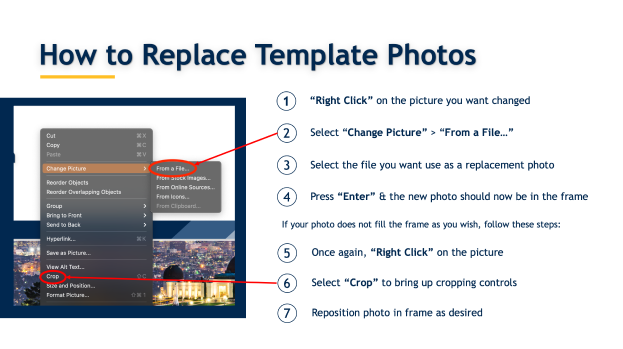 How to Replace Template Photos
Cut ⌘X
Copy ⌘C
Paste ⌘V
Change Picture
From a File...
From Stock Images...
From Online Sources...
From Icons...
From Clipboard...
Reorder Objects
Reorder Overlapping Objects
Group
Bring to Front
Send to Back
Hyperlink... ⌘K
Save as Picture...
View Alt Text...
Crop ⇧C
Size and Position...
Format Picture... ⇧⌘1
1 “Right Click” on the picture you want changed
2 Select “Change Picture” > “From a File…”
3 Select the file you want use as a replacement photo
4 Press “Enter” & the new photo should now be in the frame
If your photo does not fill the frame as you wish, follow these steps:
5 Once again, “Right Click” on the picture
6 Select “Crop” to bring up cropping controls
7 Reposition photo in frame as desired